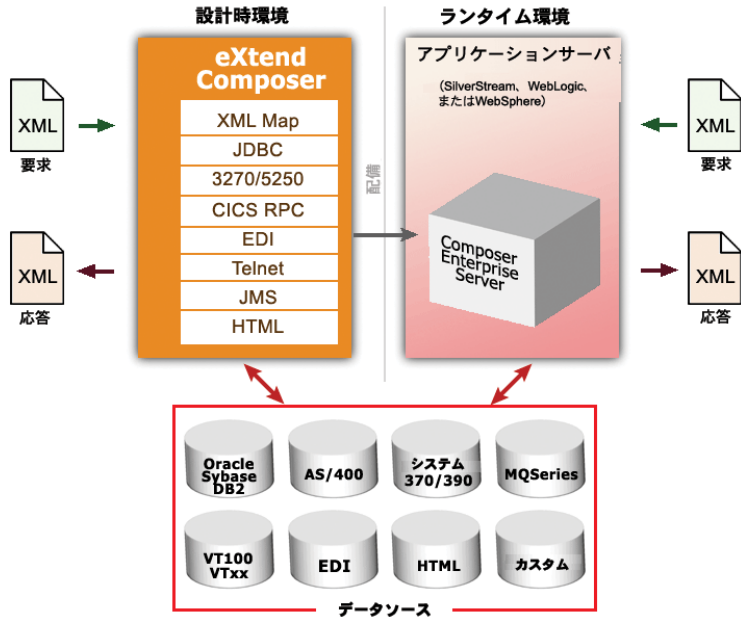 設計時環境
ランタイム環境
eXtend
Composer
XML Map
JDBC
3270/5250
CICS RPC
EDI
Telnet
JMS
HTML
XML
要求
XML
応答
配備
アプリケーションサーバ
（SilverStream、WebLogic、
またはWebSphere）
Composer
Enterprise
Server
XML
要求
XML
応答
Oracle
Sybase
DB2
AS/400
システム
370/390
MQSeries
VT100
VTxx
EDI
HTML
カスタム
データソース